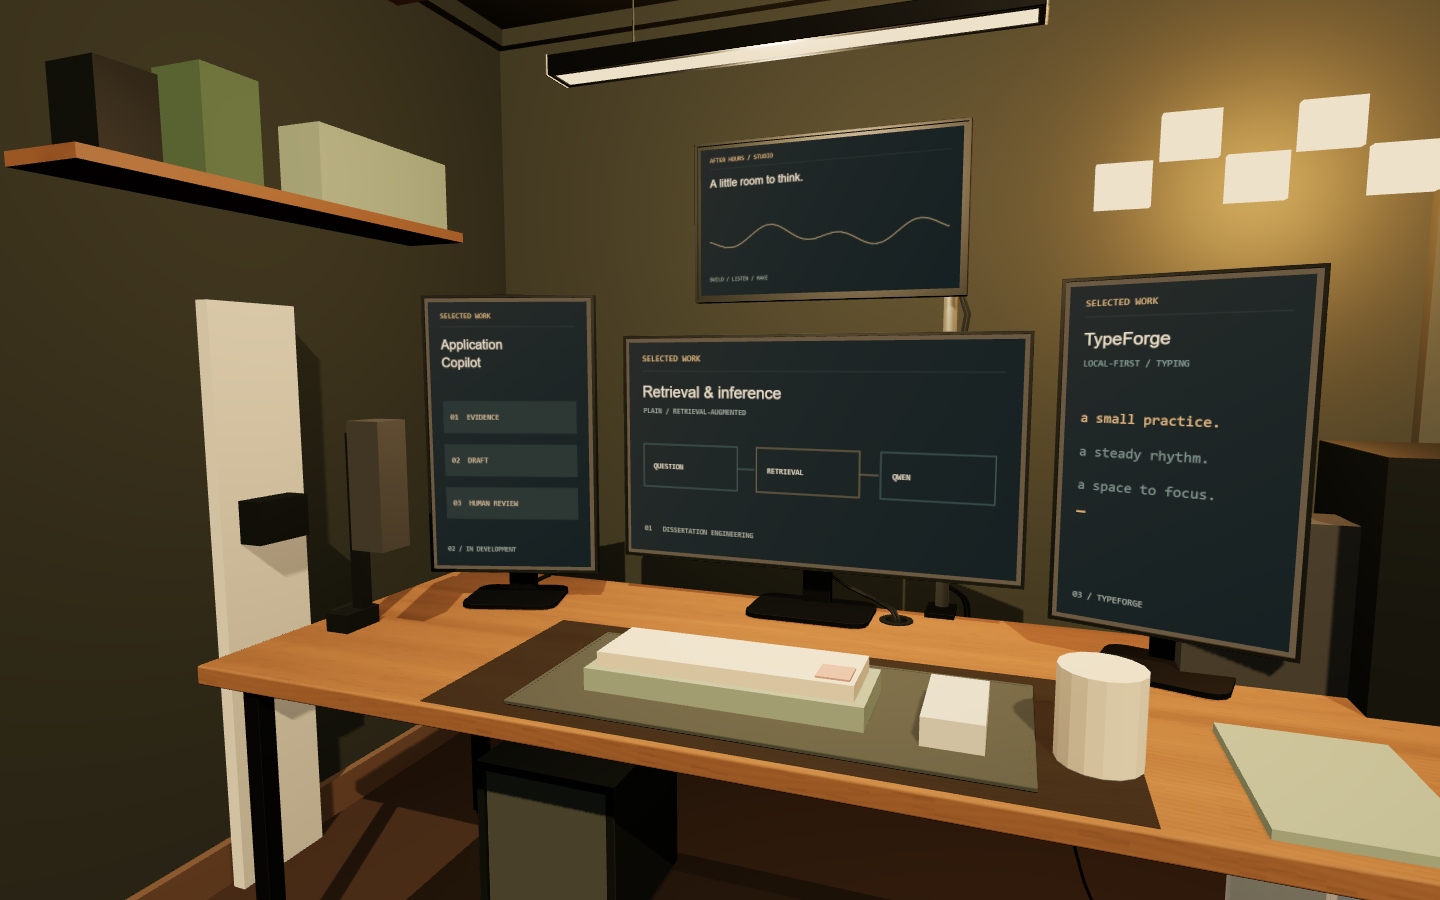 AFTER HOURS / STUDIO
A little room to think.
BUILD / LISTEN / MAKE
SELECTED WORK
Application
Copilot
01 EVIDENCE
02 DRAFT
03 HUMAN REVIEW
02 / IN DEVELOPMENT
SELECTED WORK
Retrieval & inference
PLAIN / RETRIEVAL-AUGMENTED
QUESTION
RETRIEVAL
QWEN
01 DISSERTATION ENGINEERING
SELECTED WORK
TypeForge
LOCAL-FIRST / TYPING
a small practice.
a steady rhythm.
a space to focus.
03 / TYPEFORGE